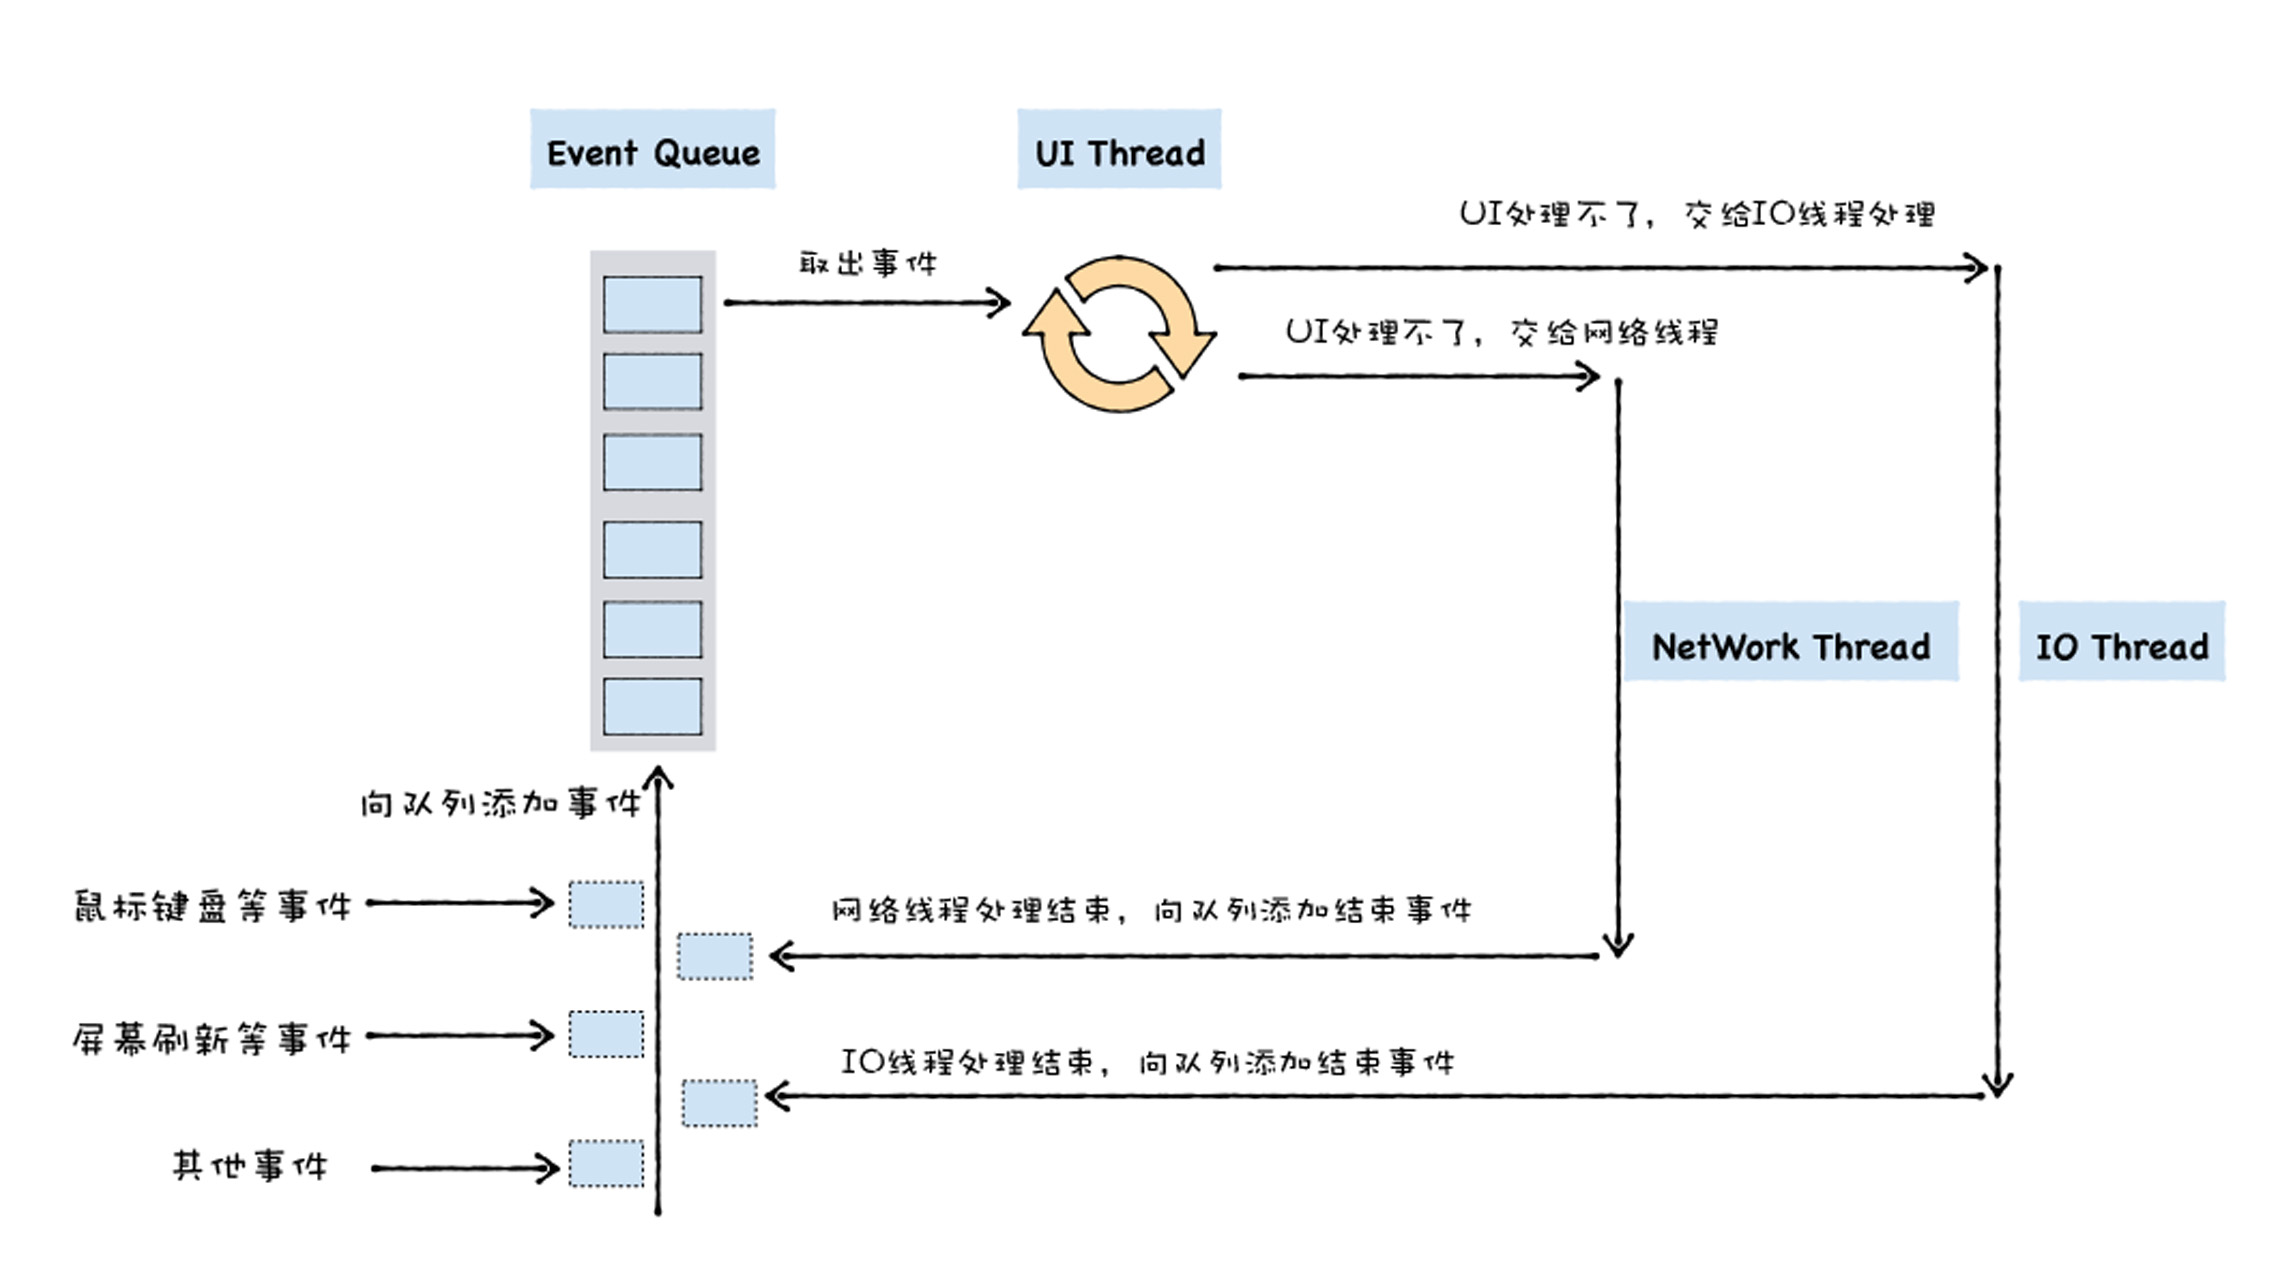 Event Queue
UI Thread
UI处理不了，交给IO线程处理
取出事件
UI处理不了，交给网络线程
NetWork Thread
IO Thread
向队列添加事件
鼠标键盘等事件
网络线程处理结束，向队列添加结束事件
屏幕刷新等事件
IO线程处理结束，向队列添加结束事件
其他事件